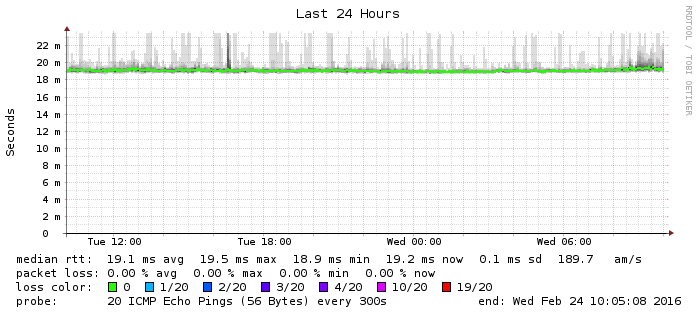 Last 24 Hours
RRDTOOL / TOBI OETIKER
Seconds
22 m
20 m
18 m
16 m
14 m
12 m
10 m
8 m
6 m
4 m
2 m
0
Tue 12:00 Tue 18:00 Wed 00:00 Wed 06:00
median rtt: 19.1 ms avg 19.5 ms max 18.9 ms min 19.2 ms now 0.1 ms sd 189.7 am/s
packet loss: 0.00 % avg 0.00 % max 0.00 % min 0.00 % now
loss color: 0 1/20 2/20 3/20 4/20 10/20 19/20
probe: 20 ICMP Echo Pings (56 Bytes) every 300s end: Wed Feb 24 10:05:08 2016